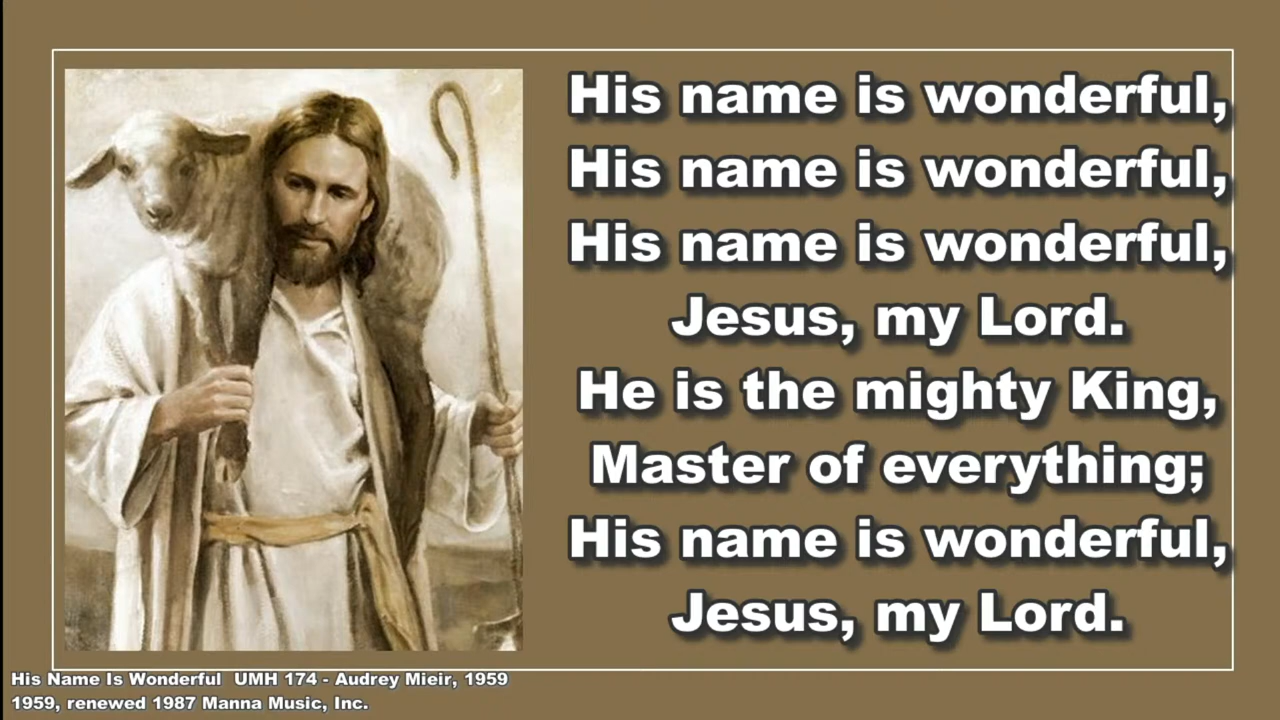 His name is wonderful,
His name is wonderful,
His name is wonderful,
Jesus, my Lord.
He is the mighty King,
Master of everything;
His name is wonderful,
Jesus, my Lord.
His Name Is Wonderful  UMH 174 - Audrey Mieir, 1959
1959, renewed 1987 Manna Music, Inc.